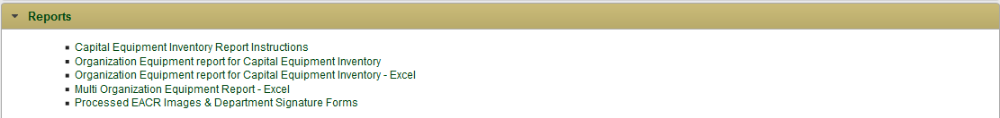 Reports
Capital Equipment Inventory Report Instructions
Organization Equipment report for Capital Equipment Inventory
Organization Equipment report for Capital Equipment Inventory - Excel
Multi Organization Equipment Report - Excel
Processed EACR Images & Department Signature Forms